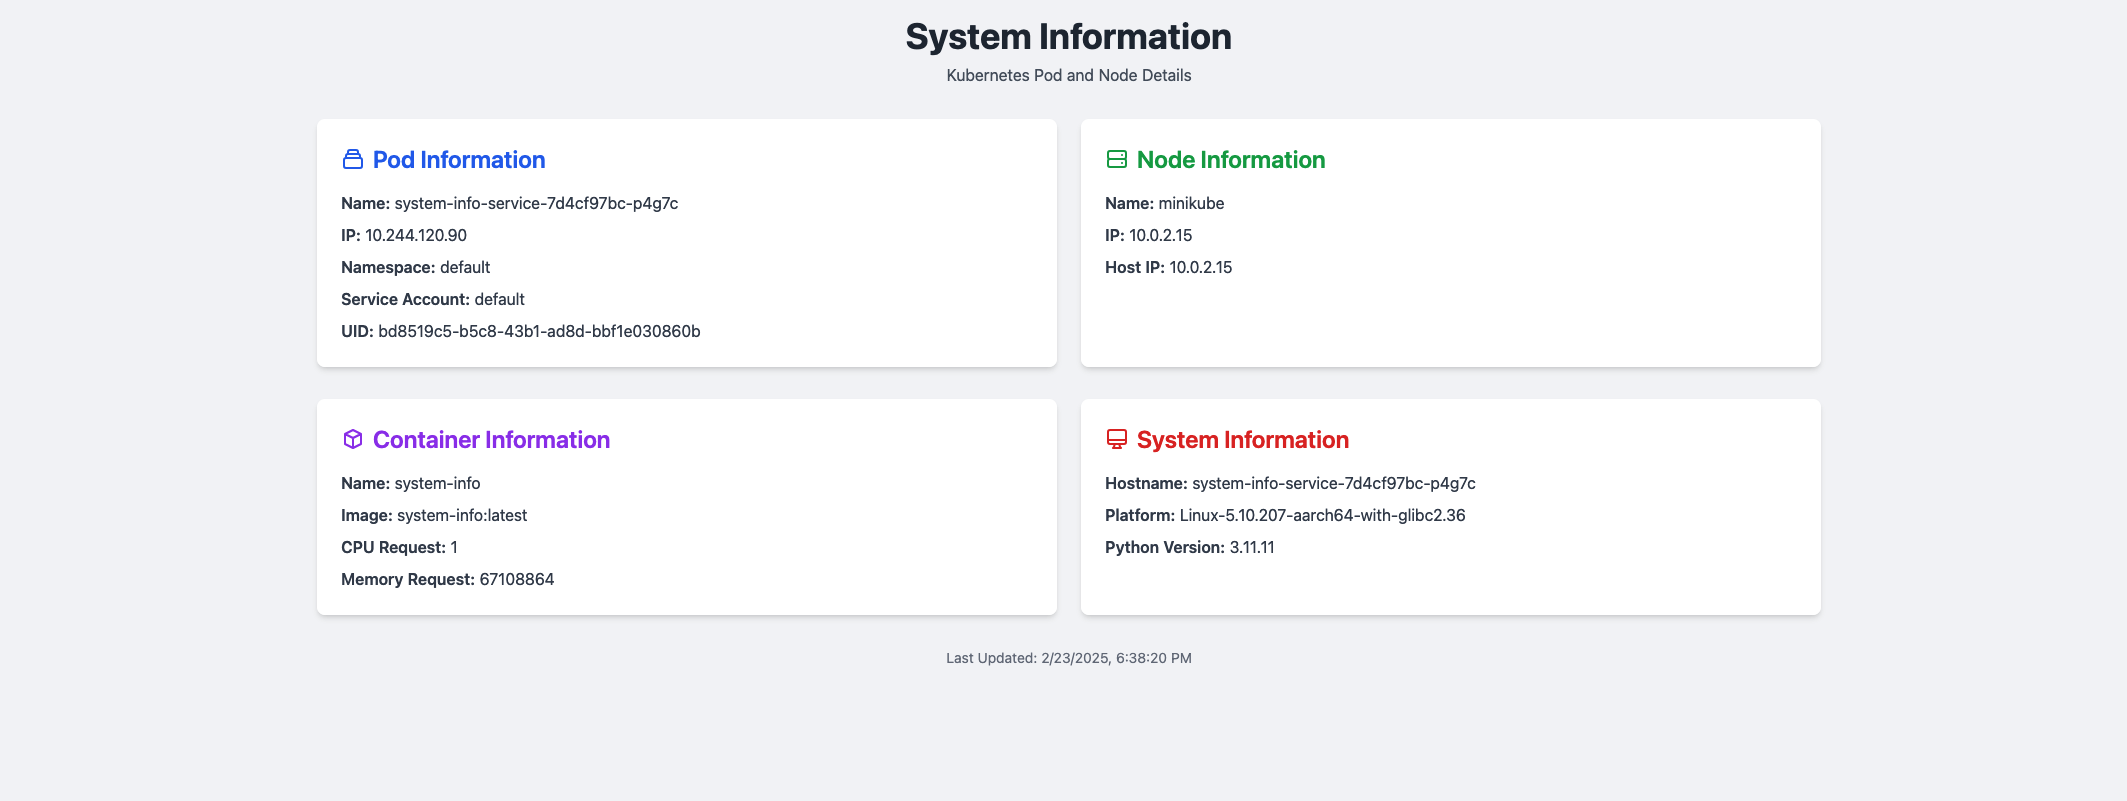 System Information
Kubernetes Pod and Node Details
Pod Information
Name: system-info-service-7d4cf97bc-p4g7c
IP: 10.244.120.90
Namespace: default
Service Account: default
UID: bd8519c5-b5c8-43b1-ad8d-bbf1e030860b
Node Information
Name: minikube
IP: 10.0.2.15
Host IP: 10.0.2.15
Container Information
Name: system-info
Image: system-info:latest
CPU Request: 1
Memory Request: 67108864
System Information
Hostname: system-info-service-7d4cf97bc-p4g7c
Platform: Linux-5.10.207-aarch64-with-glibc2.36
Python Version: 3.11.11
Last Updated: 2/23/2025, 6:38:20 PM